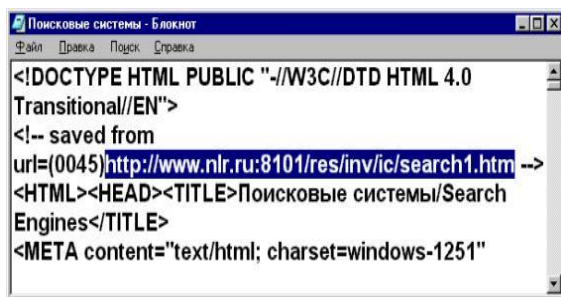 Поисковые системы - Блокнот
Файл Правка Поиск Справка
<!DOCTYPE HTML PUBLIC "-//W3C//DTD HTML 4.0
Transitional//EN">
<!-- saved from
url=(0045)http://www.nlr.ru:8101/res/inv/ic/search1.htm -->
<HTML><HEAD><TITLE>Поисковые системы/Search
Engines</TITLE>
<META content="text/html; charset=windows-1251"